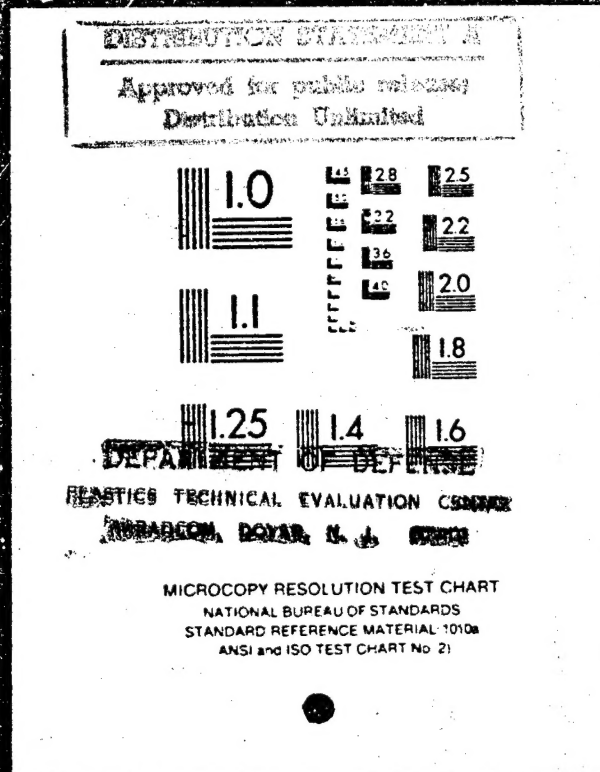 DISTRIBUTION STATEMENT A
Approved for public release;
Distribution Unlimited
1.0
1.1
1.25
1.4
1.6
1.8
2.0
2.2
2.5
2.8
3.2
3.6
4.0
4.5
DEPARTMENT OF DEFENSE
PLASTICS TECHNICAL EVALUATION CENTER
DOVER, N. J.
MICROCOPY RESOLUTION TEST CHART
NATIONAL BUREAU OF STANDARDS
STANDARD REFERENCE MATERIAL 1010a
ANSI and ISO TEST CHART No. 2)